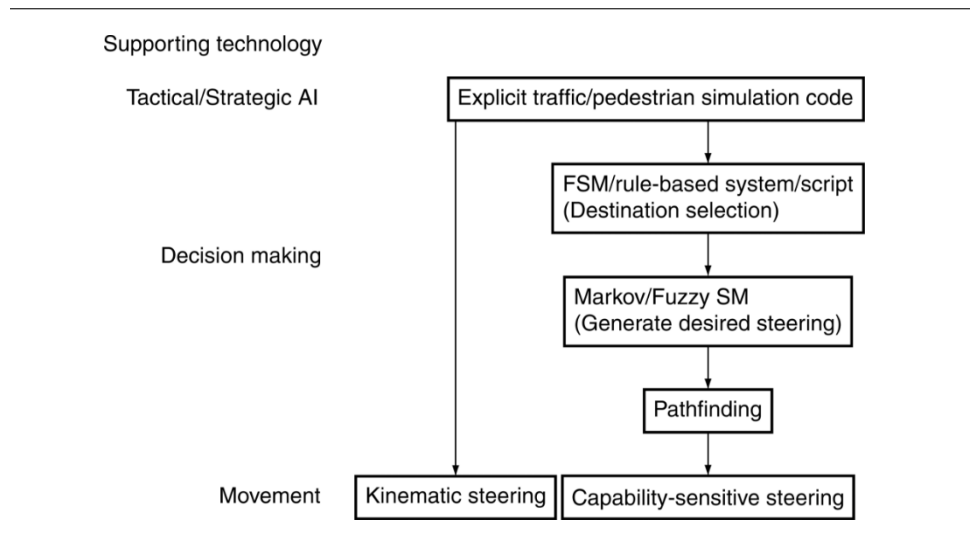 Supporting technology
Tactical/Strategic AI
Explicit traffic/pedestrian simulation code
FSM/rule-based system/script
(Destination selection)
Decision making
Markov/Fuzzy SM
(Generate desired steering)
Pathfinding
Movement
Kinematic steering
Capability-sensitive steering